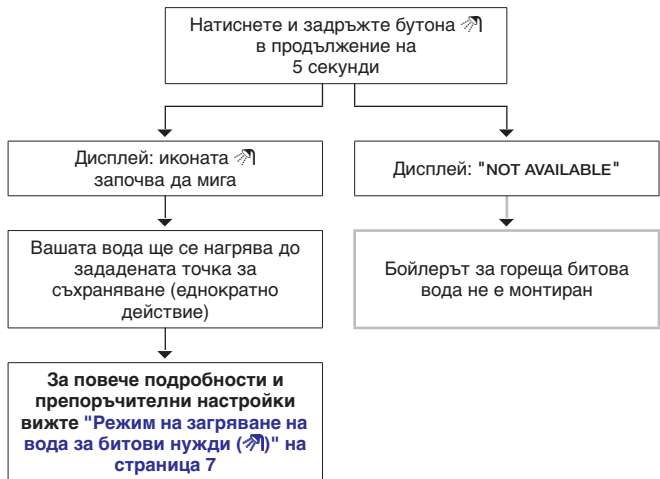 Натиснете и задръжте бутона
в продължение на
5 секунди
Дисплей: иконата
започва да мига
Дисплей: "NOT AVAILABLE"
Вашата вода ще се нагрява до
зададената точка за
съхраняване (еднократно
действие)
Бойлерът за гореща битова
вода не е монтиран
За повече подробности и
препоръчителни настройки
вижте "Режим на загряване на
вода за битови нужди ( )" на
страница 7